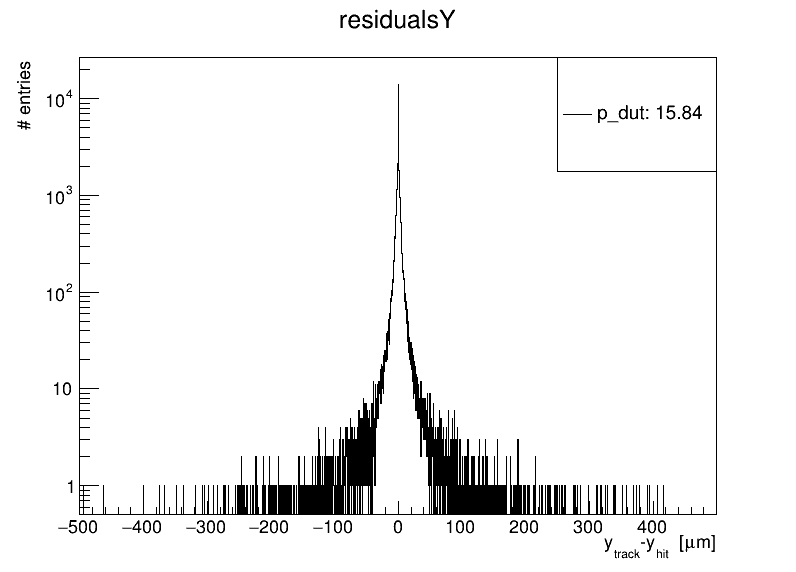 residualsY
# entries
p_dut: 15.84
10^4
10^3
10^2
10
1
−500 −400 −300 −200 −100 0 100 200 300 400
y_track-y_hit [μm]